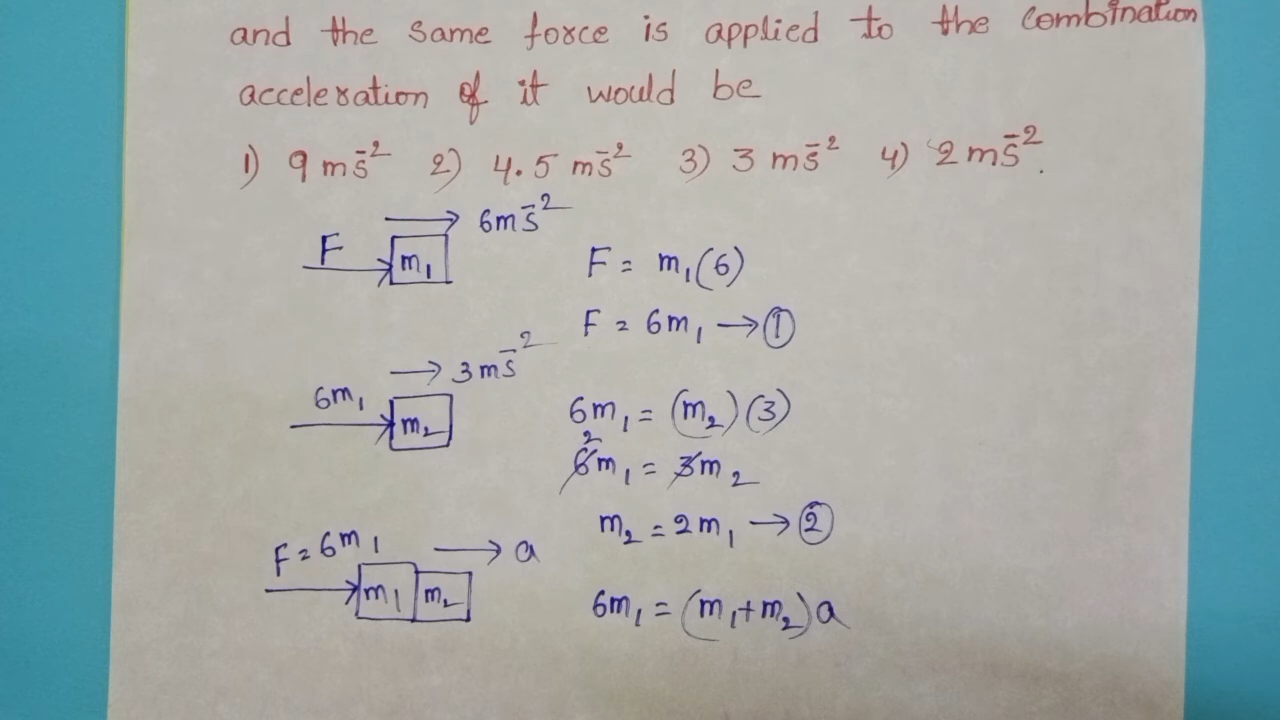 and the same force is applied to the combination
acceleration of it would be
1) 9 ms̄² 2) 4.5 ms̄² 3) 3 ms̄² 4) 2 ms̄².
6ms̄²
F m₁
F = m₁(6)
F = 6m₁ → ①
3ms̄²
6m₁ m₂
6m₁ = (m₂)(3)
2
6m₁ = 3m₂
m₂ = 2m₁ → ②
F = 6m₁ → a
m₁ m₂
6m₁ = (m₁+m₂)a